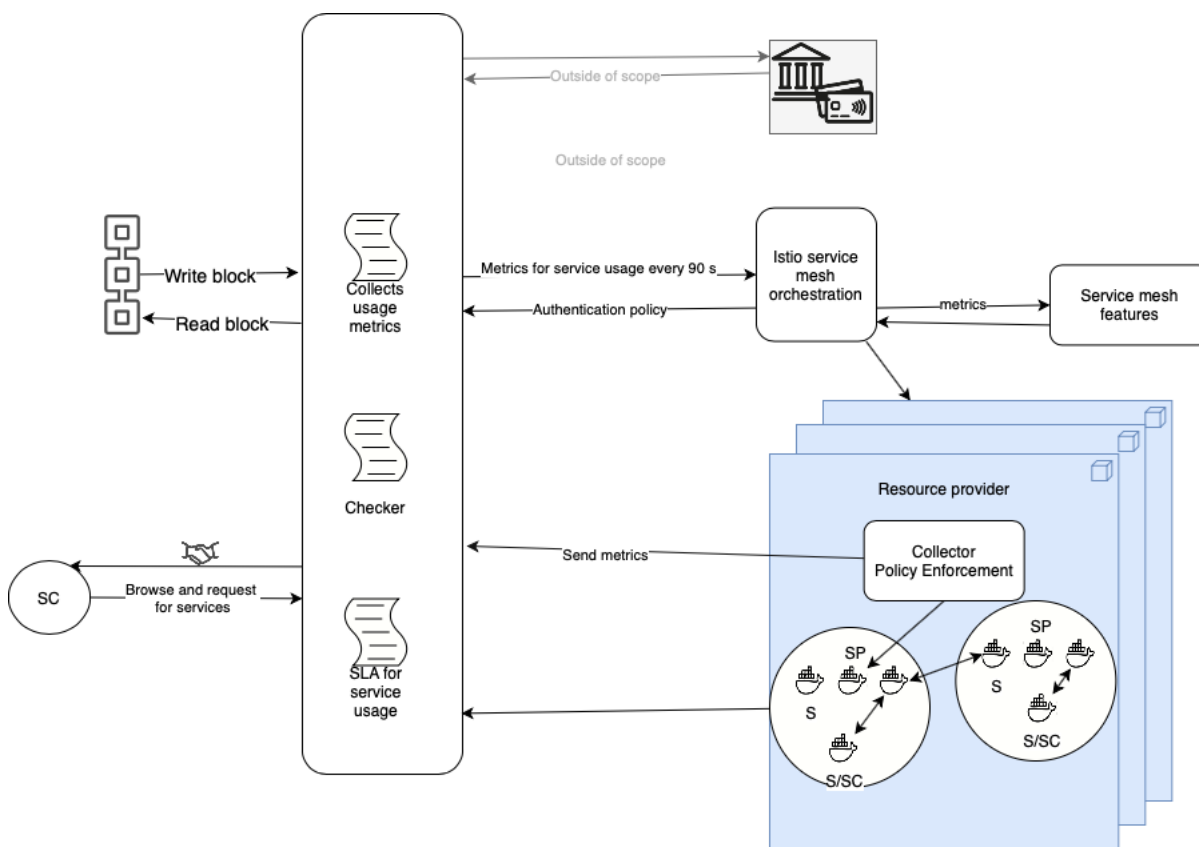 Outside of scope
Outside of scope
Write block
Read block
Collects
usage
metrics
Metrics for service usage every 90 s
Authentication policy
Istio service
mesh
orchestration
metrics
Service mesh
features
Checker
Resource provider
Collector
Policy Enforcement
Send metrics
SC
Browse and request
for services
SLA for
service
usage
SP
S
S/SC
SP
S
S/SC